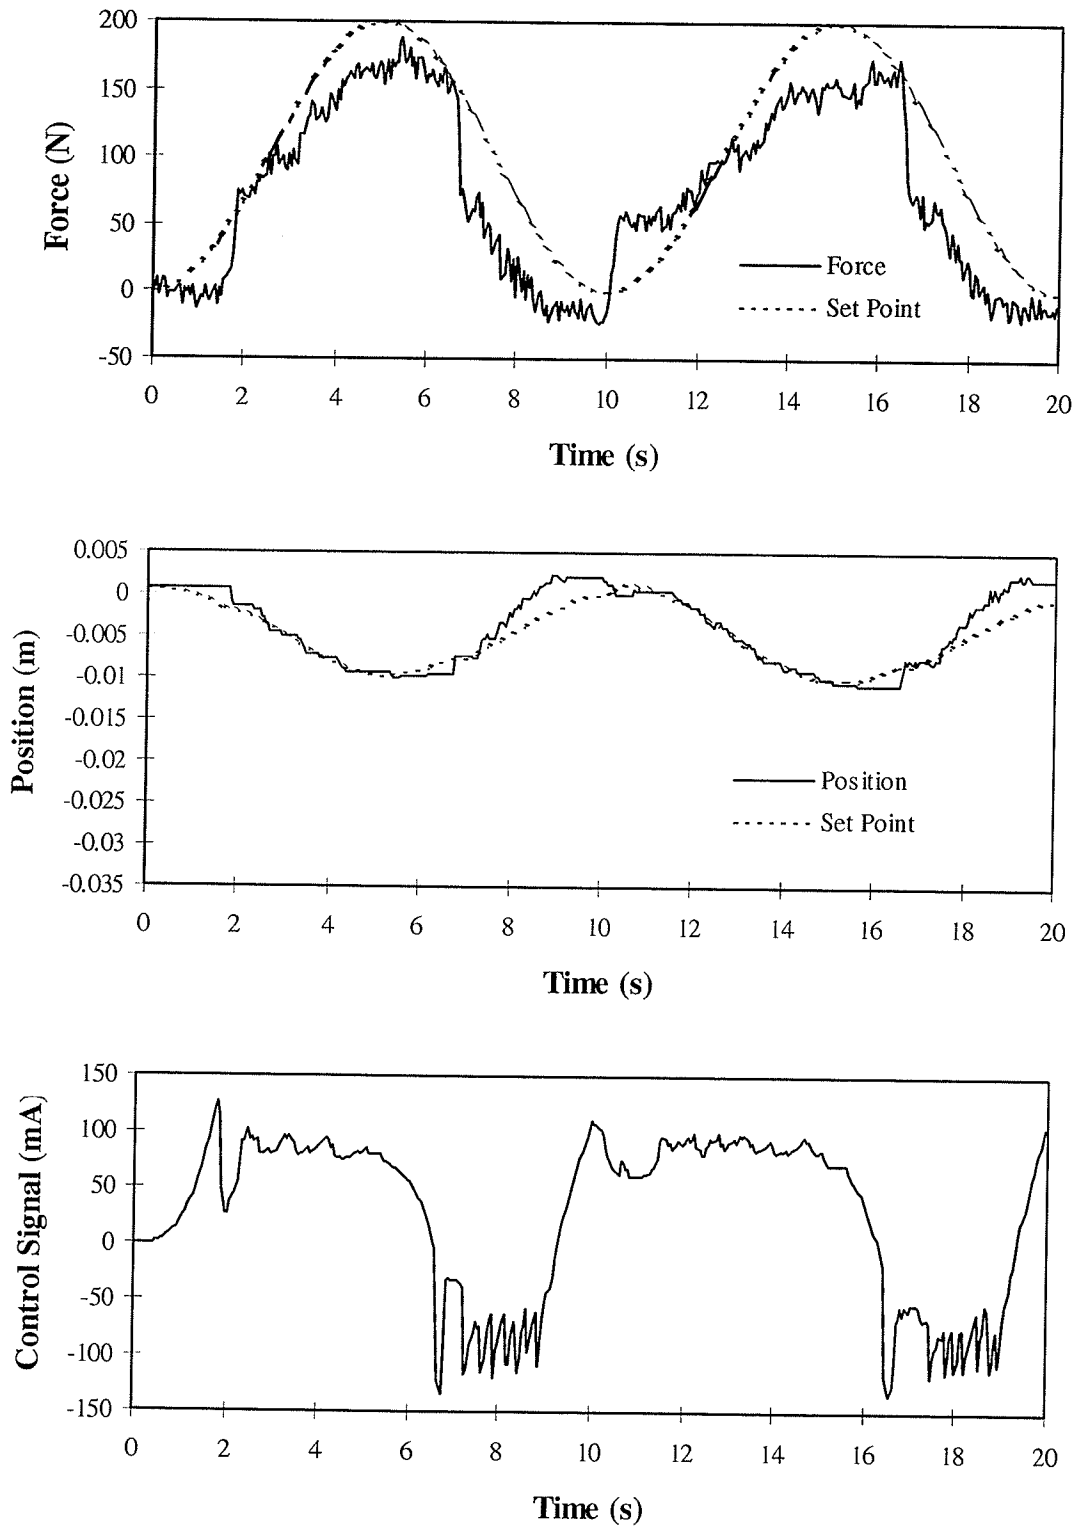 200
150
100
50
0
-50
Force (N)
Force
Set Point
0 2 4 6 8 10 12 14 16 18 20
Time (s)
0.005
0
-0.005
-0.01
-0.015
-0.02
-0.025
-0.03
-0.035
Position (m)
Position
Set Point
0 2 4 6 8 10 12 14 16 18 20
Time (s)
150
100
50
0
-50
-100
-150
Control Signal (mA)
0 2 4 6 8 10 12 14 16 18 20
Time (s)